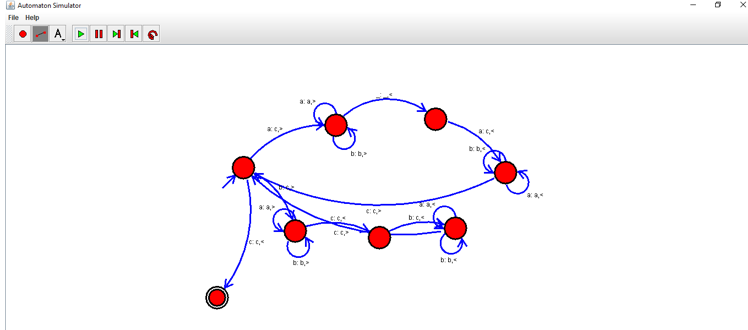 Automaton Simulator
File Help
A
a: a,>
a: c,>
b: b,>
a: c,<
b: b,<
a: a,<
b: c,>
a: a,>
c: c,<
c: c,>
c: c,>
b: c,<
a: a,<
c: c,<
b: b,>
b: b,<